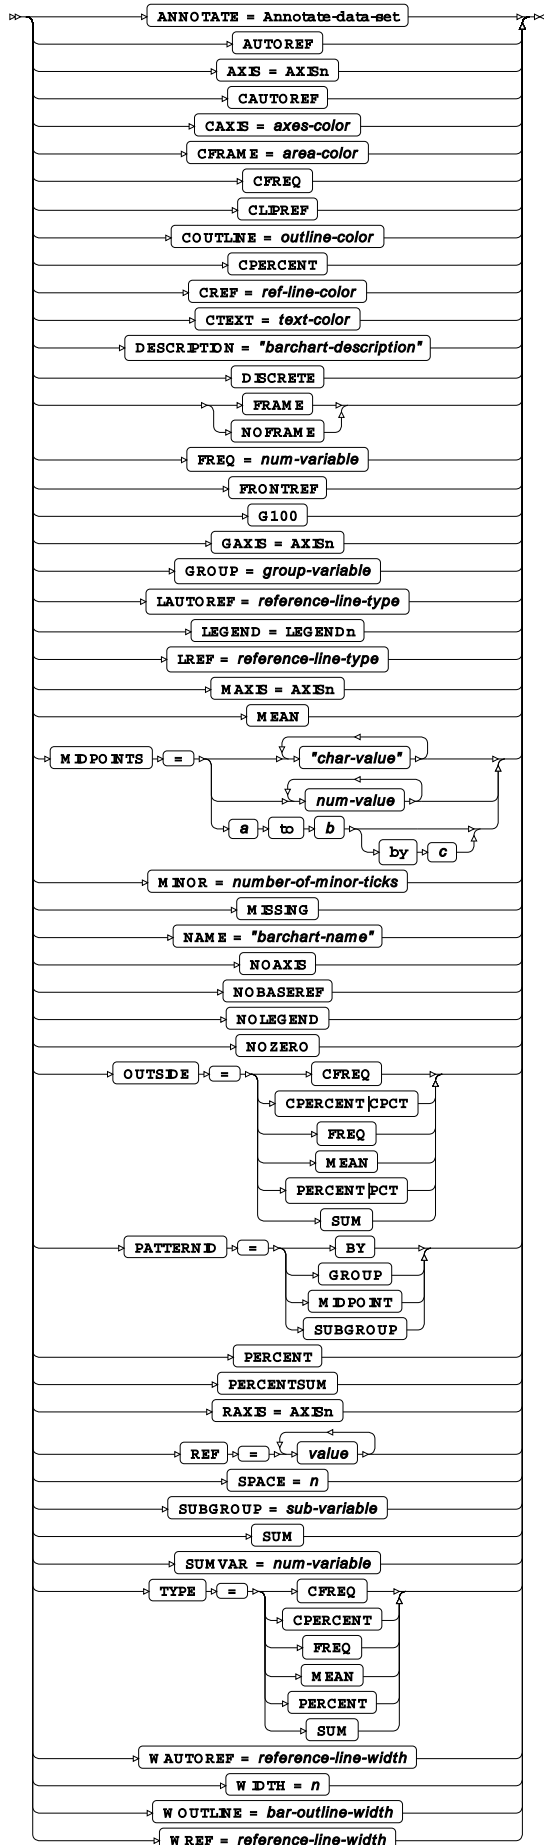 ANNOTATE = Annotate-data-set
AUTOREF
AXIS = AXISn
CAUTOREF
CAXIS = axes-color
CFRAME = area-color
CFREQ
CLIPREF
COUTLINE = outline-color
CPERCENT
CREF = ref-line-color
CTEXT = text-color
DESCRIPTION = "barchart-description"
DISCRETE
FRAME
NOFRAME
FREQ = num-variable
FRONTREF
G100
GAXIS = AXISn
GROUP = group-variable
LAUTOREF = reference-line-type
LEGEND = LEGENDn
LREF = reference-line-type
MAXIS = AXISn
MEAN
MIDPOINTS = "char-value"
num-value
a to b
by c
MINOR = number-of-minor-ticks
MISSING
NAME = "barchart-name"
NOAXIS
NOBASEREF
NOLEGEND
NOZERO
OUTSIDE = CFREQ
CPERCENT|CPCT
FREQ
MEAN
PERCENT|PCT
SUM
PATTERNID = BY
GROUP
MIDPOINT
SUBGROUP
PERCENT
PERCENTSUM
RAXIS = AXISn
REF = value
SPACE = n
SUBGROUP = sub-variable
SUM
SUMVAR = num-variable
TYPE = CFREQ
CPERCENT
FREQ
MEAN
PERCENT
SUM
WAUTOREF = reference-line-width
WIDTH = n
WOUTLINE = bar-outline-width
WREF = reference-line-width